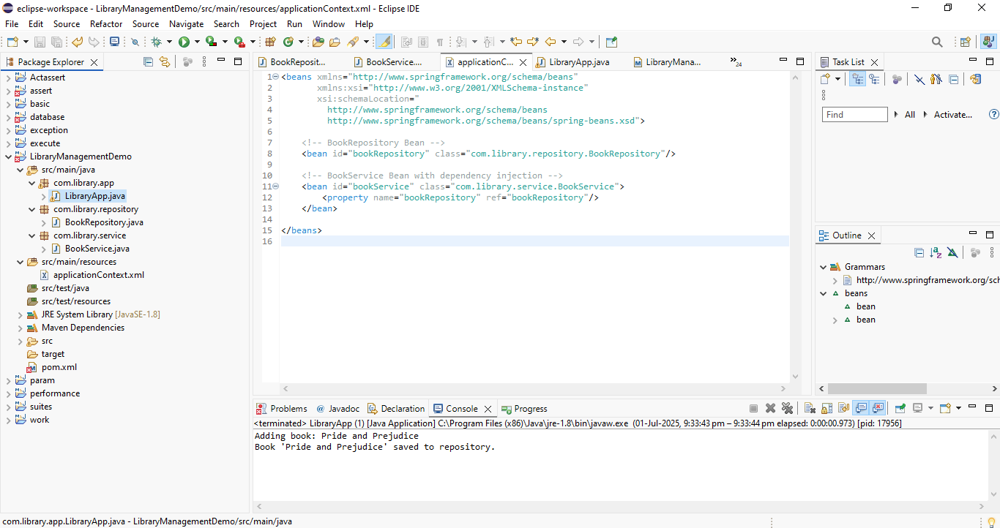 eclipse-workspace - LibraryManagementDemo/src/main/resources/applicationContext.xml - Eclipse IDE
File Edit Source Refactor Source Navigate Search Project Run Window Help
Package Explorer
Actassert
assert
basic
database
exception
execute
LibraryManagementDemo
src/main/java
com.library.app
LibraryApp.java
com.library.repository
BookRepository.java
com.library.service
BookService.java
src/main/resources
applicationContext.xml
src/test/java
src/test/resources
JRE System Library [JavaSE-1.8]
Maven Dependencies
src
target
pom.xml
param
performance
suites
work
BookReposit... BookService.... applicationC... LibraryApp.java LibraryMana... »24
1 <beans xmlns="http://www.springframework.org/schema/beans"
2 xmlns:xsi="http://www.w3.org/2001/XMLSchema-instance"
3 xsi:schemaLocation="
4 http://www.springframework.org/schema/beans
5 http://www.springframework.org/schema/beans/spring-beans.xsd">
6
7 <!-- BookRepository Bean -->
8 <bean id="bookRepository" class="com.library.repository.BookRepository"/>
9
10 <!-- BookService Bean with dependency injection -->
11 <bean id="bookService" class="com.library.service.BookService">
12 <property name="bookRepository" ref="bookRepository"/>
13 </bean>
14
15 </beans>
16
Task List
Find All Activate...
Outline
Grammars
http://www.springframework.org/sch
beans
bean
bean
Problems Javadoc Declaration Console Progress
<terminated> LibraryApp (1) [Java Application] C:\Program Files (x86)\Java\jre-1.8\bin\javaw.exe (01-Jul-2025, 9:33:43 pm – 9:33:44 pm elapsed: 0:00:00.973) [pid: 17956]
Adding book: Pride and Prejudice
Book 'Pride and Prejudice' saved to repository.
com.library.app.LibraryApp.java - LibraryManagementDemo/src/main/java